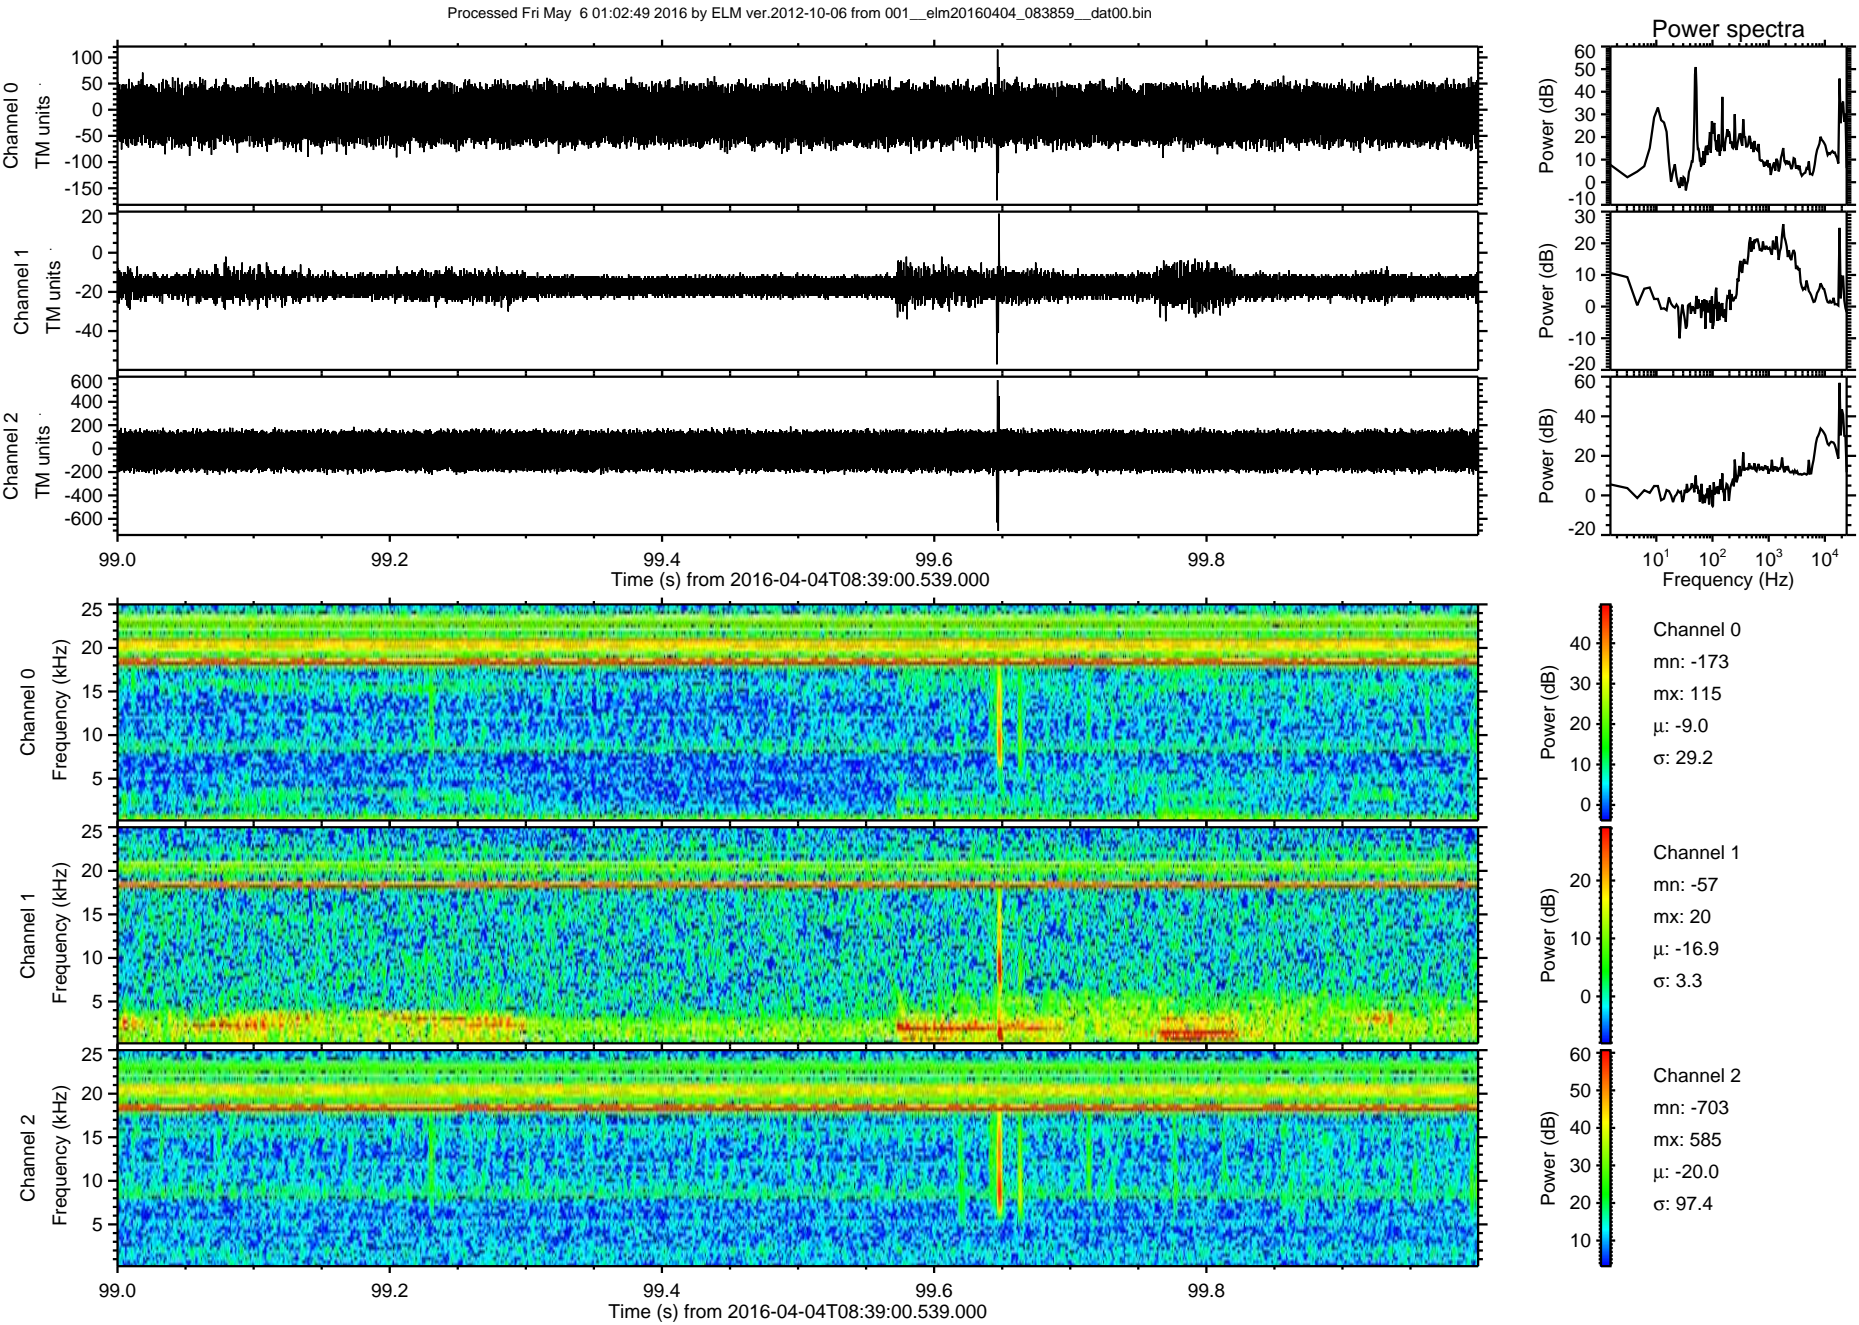 Processed Fri May  6 01:02:49 2016 by ELM ver.2012-10-06 from 001__elm20160404_083859__dat00.bin
Power spectra
Channel 0
TM units
100
50
0
-50
-100
-150
Power (dB)
60
50
40
30
20
10
0
-10
Channel 1
TM units
20
0
-20
-40
Power (dB)
30
20
10
0
-10
-20
Channel 2
TM units
600
400
200
0
-200
-400
-600
Power (dB)
60
40
20
0
-20
99.0 99.2 99.4 99.6 99.8
Time (s) from 2016-04-04T08:39:00.539.000
10¹ 10² 10³ 10⁴
Frequency (Hz)
Channel 0
Frequency (kHz)
25
20
15
10
5
Power (dB)
40
30
20
10
0
Channel 0
mn: -173
mx: 115
μ: -9.0
σ: 29.2
Channel 1
Frequency (kHz)
25
20
15
10
5
Power (dB)
20
10
0
Channel 1
mn: -57
mx: 20
μ: -16.9
σ: 3.3
Channel 2
Frequency (kHz)
25
20
15
10
5
Power (dB)
60
50
40
30
20
10
Channel 2
mn: -703
mx: 585
μ: -20.0
σ: 97.4
99.0 99.2 99.4 99.6 99.8
Time (s) from 2016-04-04T08:39:00.539.000